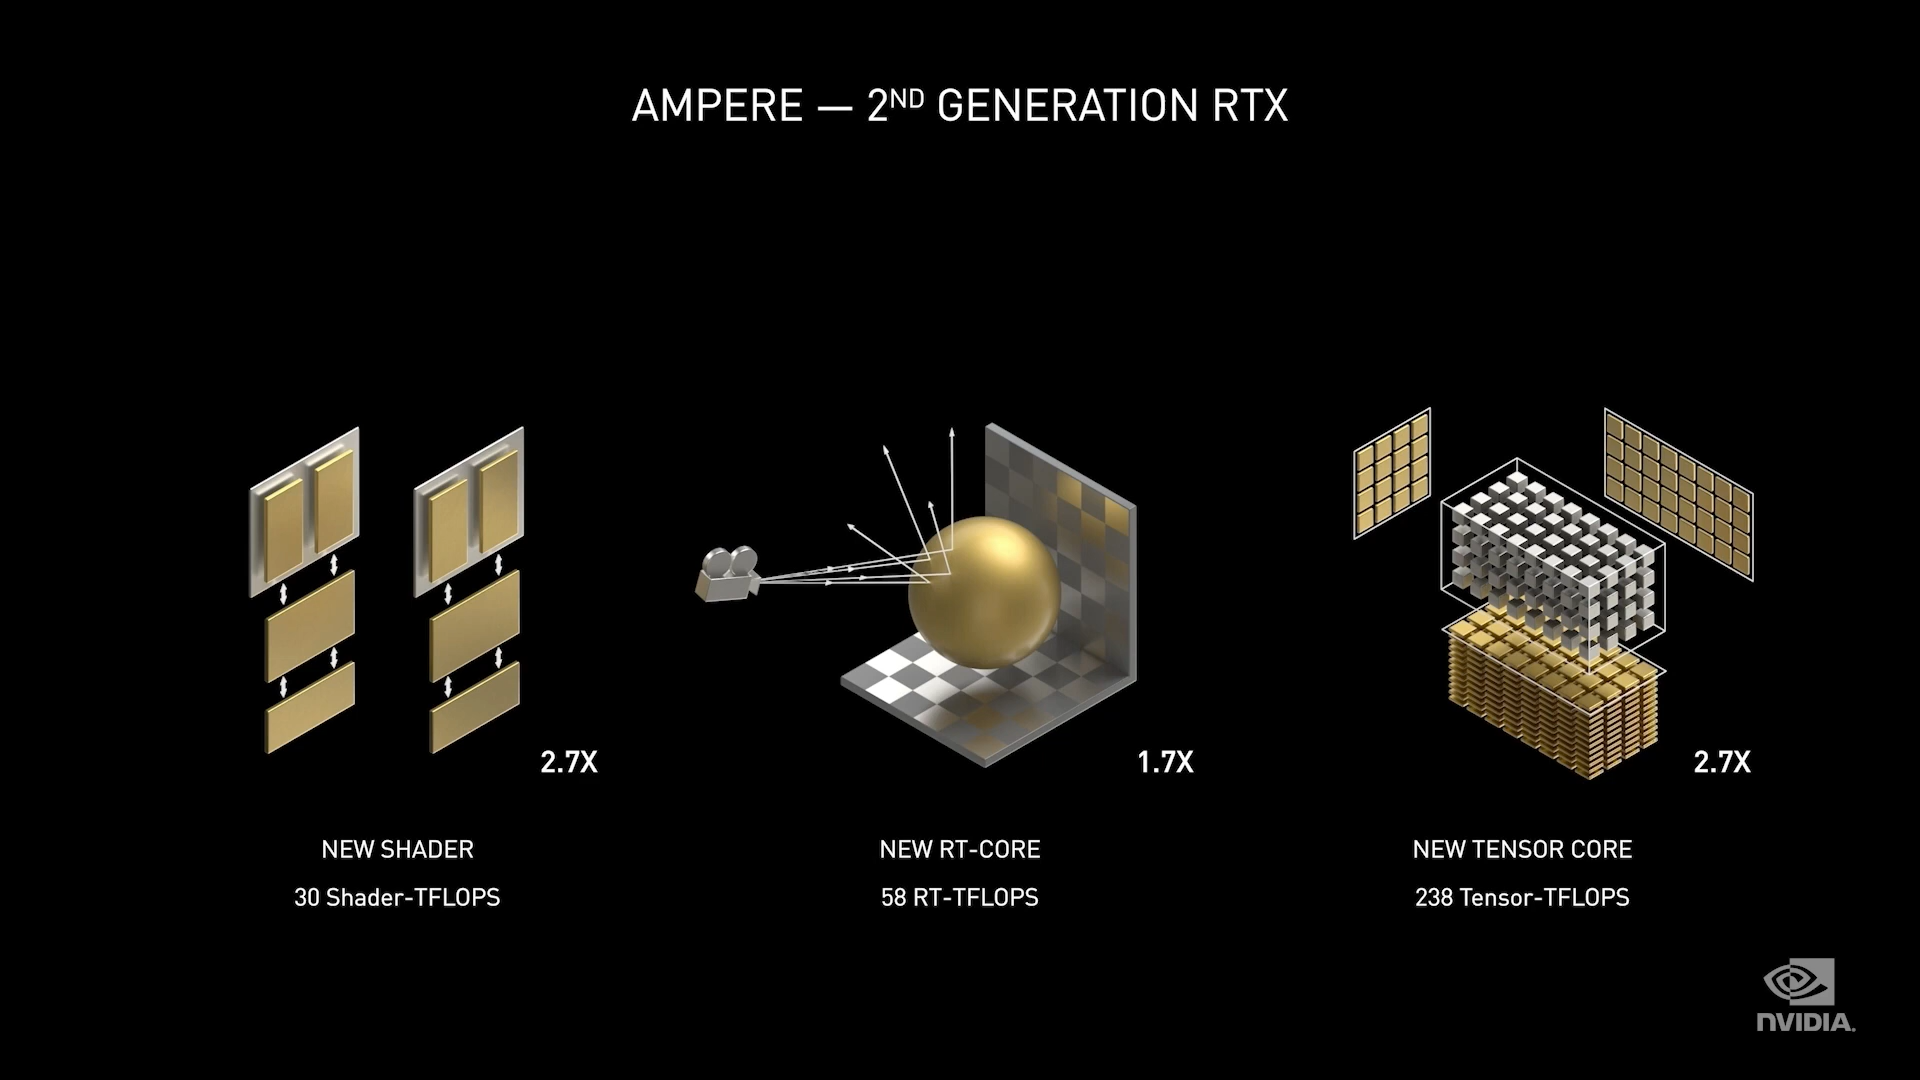 AMPERE — 2ND GENERATION RTX
2.7X
1.7X
2.7X
NEW SHADER
30 Shader-TFLOPS
NEW RT-CORE
58 RT-TFLOPS
NEW TENSOR CORE
238 Tensor-TFLOPS
NVIDIA.